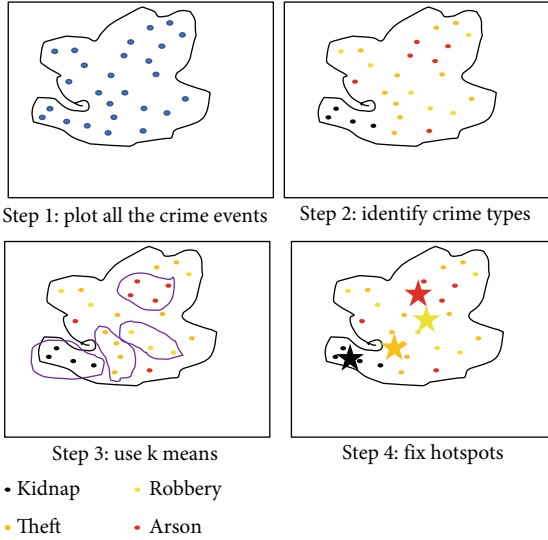 Step 1: plot all the crime events
Step 2: identify crime types
Step 3: use k means
Step 4: fix hotspots
Kidnap
Robbery
Theft
Arson